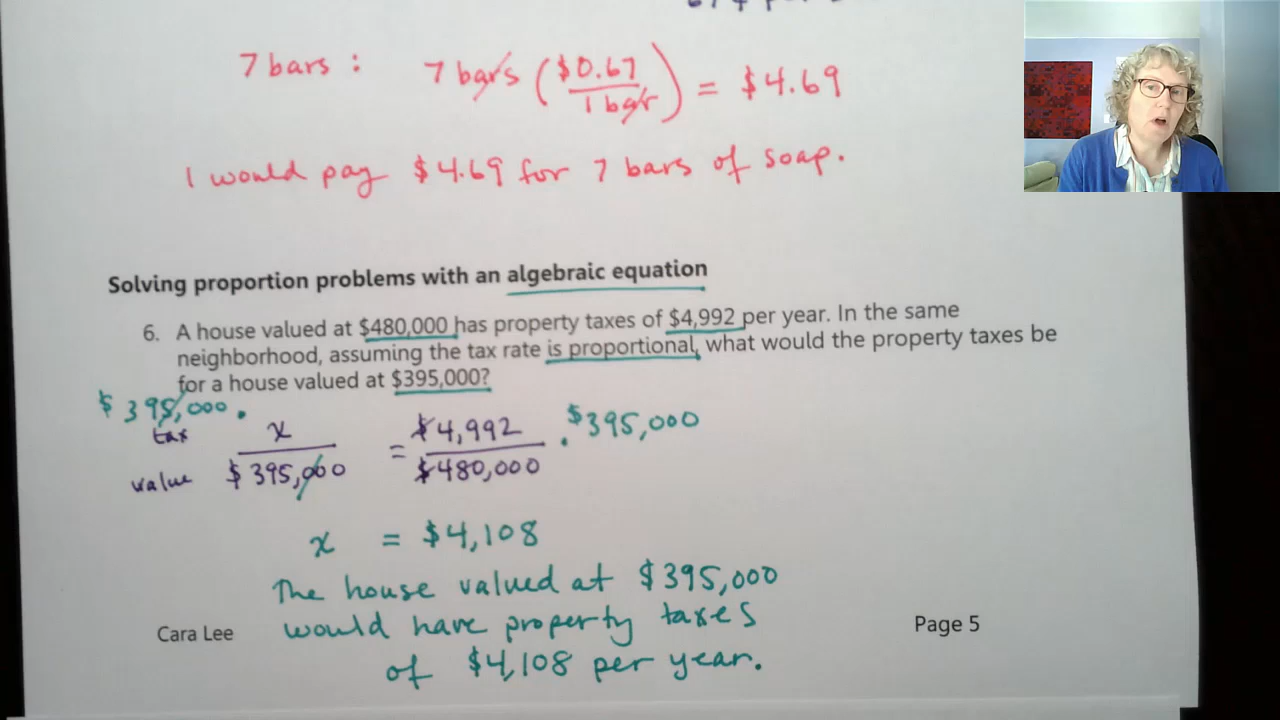 7 bars : 7 bars ( $0.67 / 1 bar ) = $4.69
I would pay $4.69 for 7 bars of soap.
Solving proportion problems with an algebraic equation
6. A house valued at $480,000 has property taxes of $4,992 per year. In the same
neighborhood, assuming the tax rate is proportional, what would the property taxes be
for a house valued at $395,000?
$395,000 ·
tax x = $4,992 · $395,000
value $395,000 $480,000
x = $4,108
The house valued at $395,000
would have property taxes
of $4,108 per year.
Cara Lee
Page 5